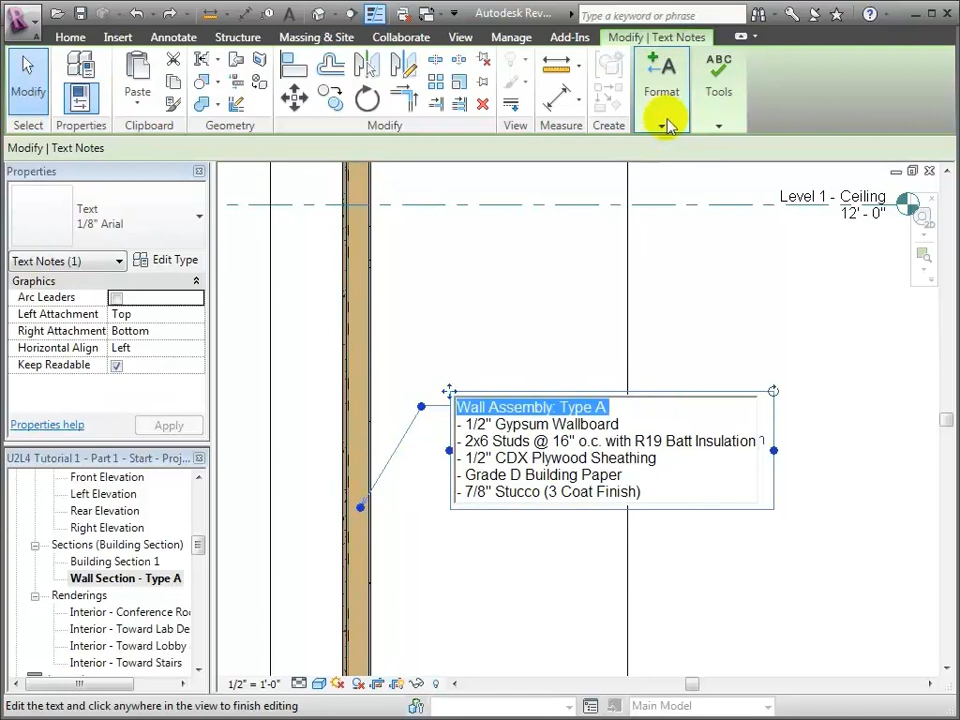 Autodesk Rev...
Type a keyword or phrase
Home Insert Annotate Structure Massing & Site Collaborate View Manage Add-Ins Modify | Text Notes
Modify Paste Format ABC Tools
Select Properties Clipboard Geometry Modify View Measure Create
Modify | Text Notes
Properties
Text
1/8" Arial
Text Notes (1) Edit Type
Graphics
Arc Leaders
Left Attachment Top
Right Attachment Bottom
Horizontal Align Left
Keep Readable
Properties help Apply
U2L4 Tutorial 1 - Part 1 - Start - Proj...
Front Elevation
Left Elevation
Rear Elevation
Right Elevation
Sections (Building Section)
Building Section 1
Wall Section - Type A
Renderings
Interior - Conference Ro
Interior - Toward Lab De
Interior - Toward Lobby
Interior - Toward Stairs
Level 1 - Ceiling
12' - 0"
2D
Wall Assembly: Type A
- 1/2" Gypsum Wallboard
- 2x6 Studs @ 16" o.c. with R19 Batt Insulation
- 1/2" CDX Plywood Sheathing
- Grade D Building Paper
- 7/8" Stucco (3 Coat Finish)
1/2" = 1'-0"
Edit the text and click anywhere in the view to finish editing
Main Model